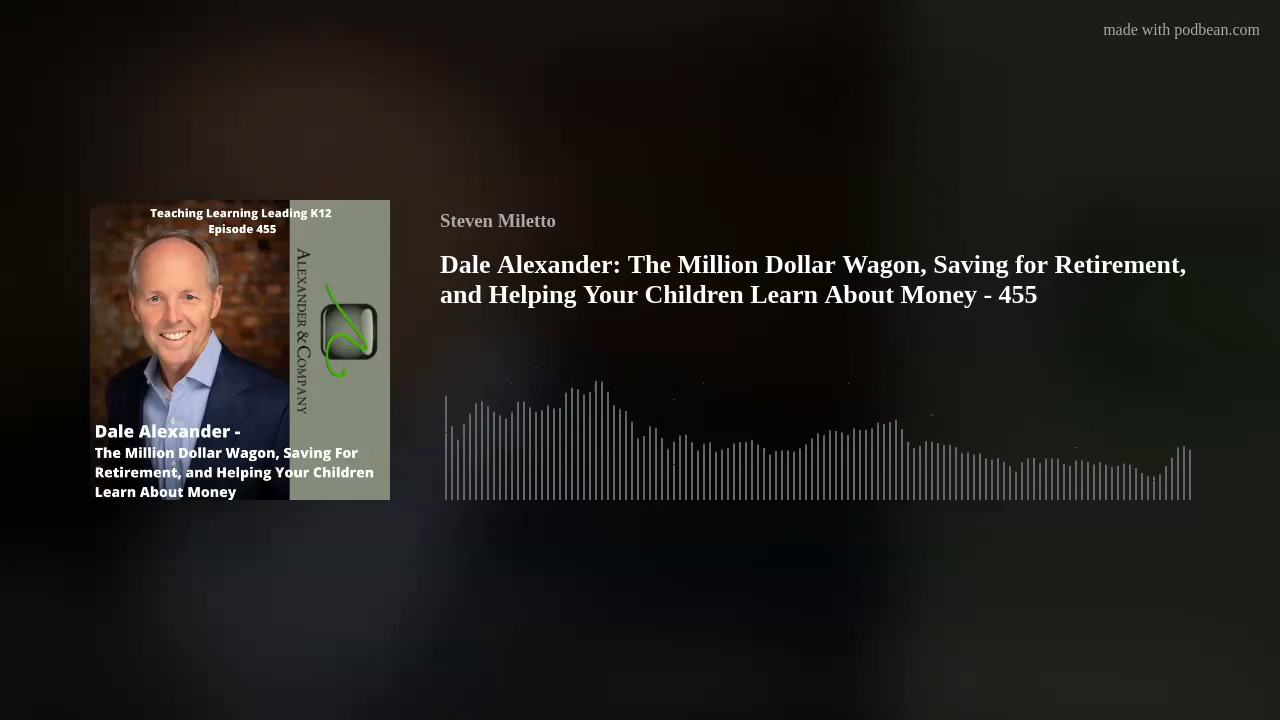 made with podbean.com
Teaching Learning Leading K12
Episode 455
ALEXANDER & COMPANY
Dale Alexander -
The Million Dollar Wagon, Saving For
Retirement, and Helping Your Children
Learn About Money
Steven Miletto
Dale Alexander: The Million Dollar Wagon, Saving for Retirement,
and Helping Your Children Learn About Money - 455